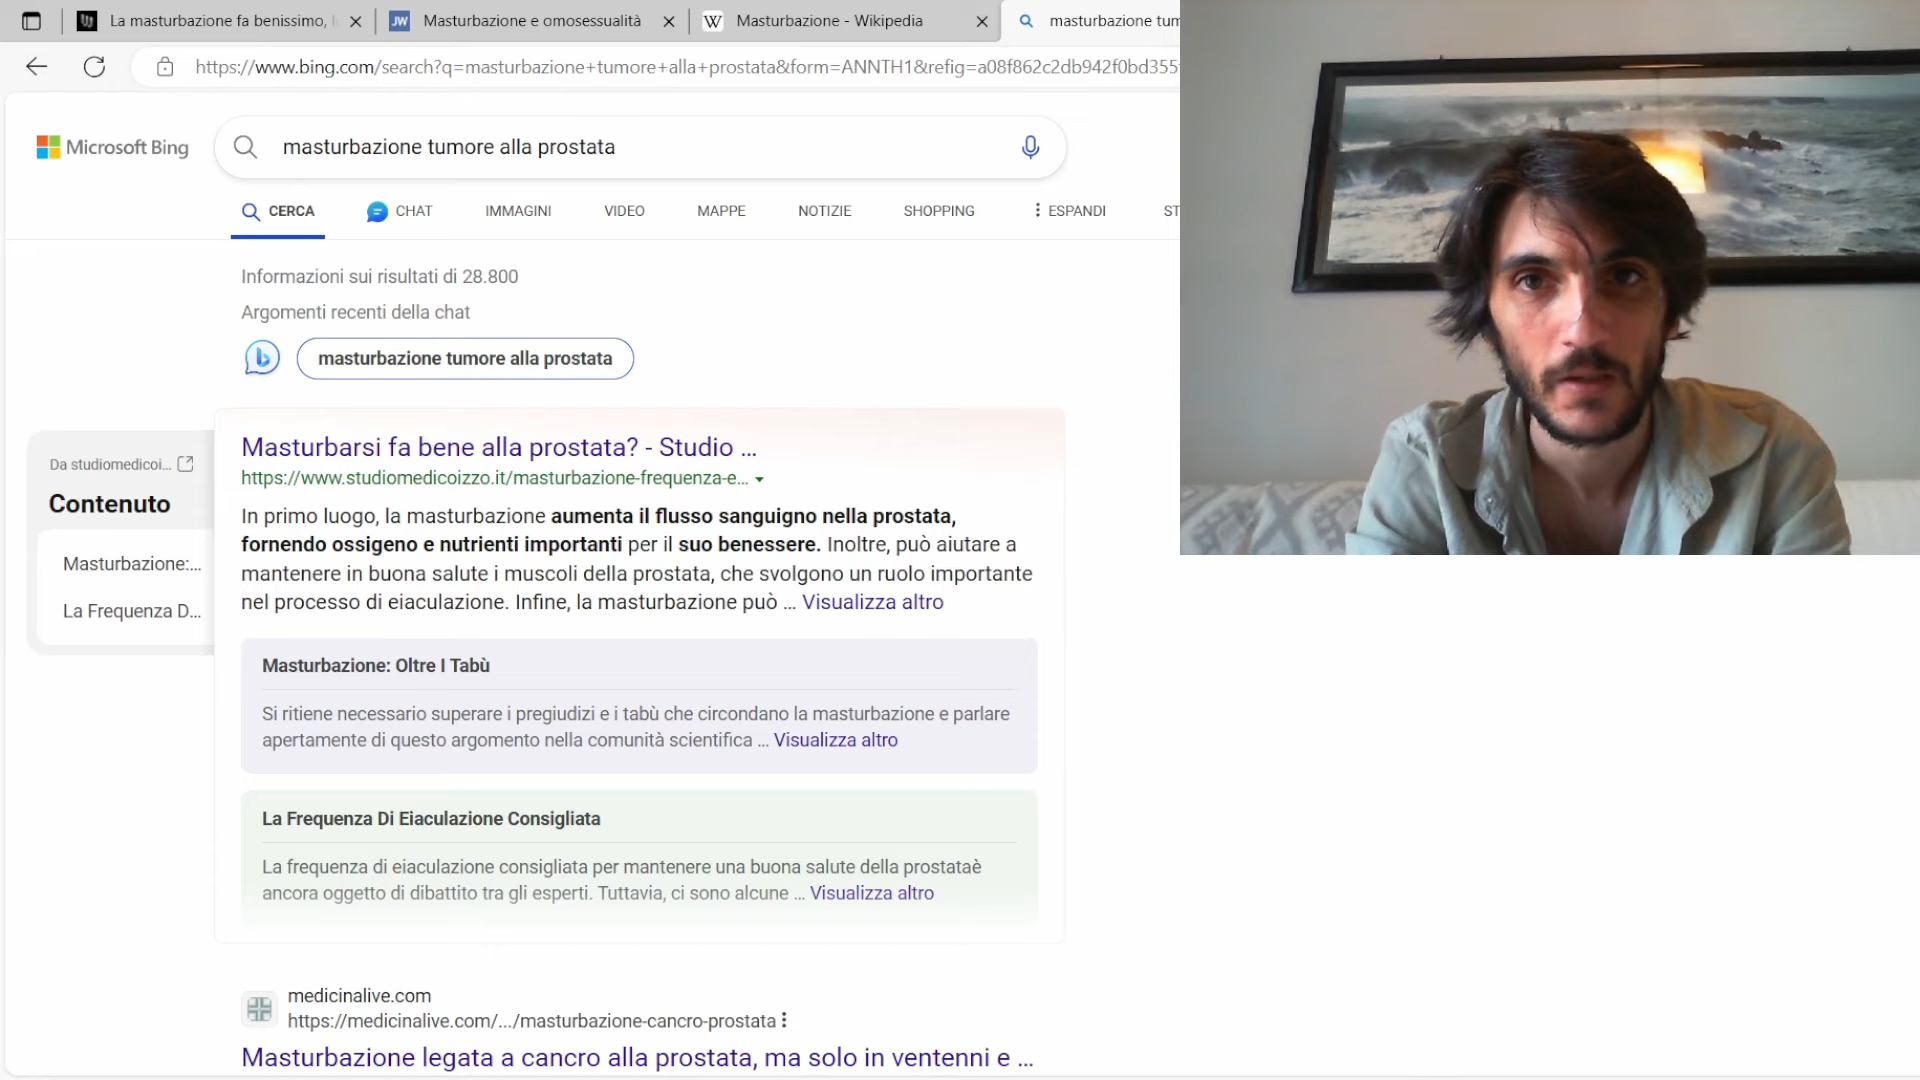 La masturbazione fa benissimo,
Masturbazione e omosessualità
Masturbazione - Wikipedia
masturbazione tum
https://www.bing.com/search?q=masturbazione+tumore+alla+prostata&form=ANNTH1&refig=a08f862c2db942f0bd355
Microsoft Bing
masturbazione tumore alla prostata
CERCA
CHAT
IMMAGINI
VIDEO
MAPPE
NOTIZIE
SHOPPING
ESPANDI
ST
Informazioni sui risultati di 28.800
Argomenti recenti della chat
masturbazione tumore alla prostata
Da studiomedicoi...
Contenuto
Masturbazione:...
La Frequenza D...
Masturbarsi fa bene alla prostata? - Studio ...
https://www.studiomedicoizzo.it/masturbazione-frequenza-e...
In primo luogo, la masturbazione aumenta il flusso sanguigno nella prostata,
fornendo ossigeno e nutrienti importanti per il suo benessere. Inoltre, può aiutare a
mantenere in buona salute i muscoli della prostata, che svolgono un ruolo importante
nel processo di eiaculazione. Infine, la masturbazione può ... Visualizza altro
Masturbazione: Oltre I Tabù
Si ritiene necessario superare i pregiudizi e i tabù che circondano la masturbazione e parlare
apertamente di questo argomento nella comunità scientifica ... Visualizza altro
La Frequenza Di Eiaculazione Consigliata
La frequenza di eiaculazione consigliata per mantenere una buona salute della prostataè
ancora oggetto di dibattito tra gli esperti. Tuttavia, ci sono alcune ... Visualizza altro
medicinalive.com
https://medicinalive.com/.../masturbazione-cancro-prostata
Masturbazione legata a cancro alla prostata, ma solo in ventenni e ...